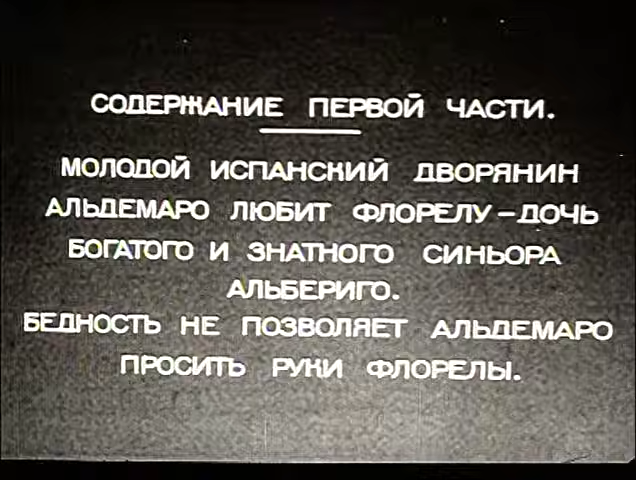 СОДЕРЖАНИЕ ПЕРВОЙ ЧАСТИ.
МОЛОДОЙ ИСПАНСКИЙ ДВОРЯНИН
АЛЬДЕМАРО ЛЮБИТ ФЛОРЕЛУ – ДОЧЬ
БОГАТОГО И ЗНАТНОГО СИНЬОРА
АЛЬБЕРИГО.
БЕДНОСТЬ НЕ ПОЗВОЛЯЕТ АЛЬДЕМАРО
ПРОСИТЬ РУКИ ФЛОРЕЛЫ.